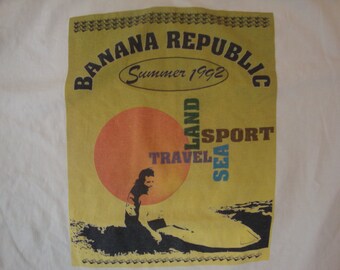 BANANA REPUBLIC
Summer 1992
LAND
SPORT
TRAVEL
SEA